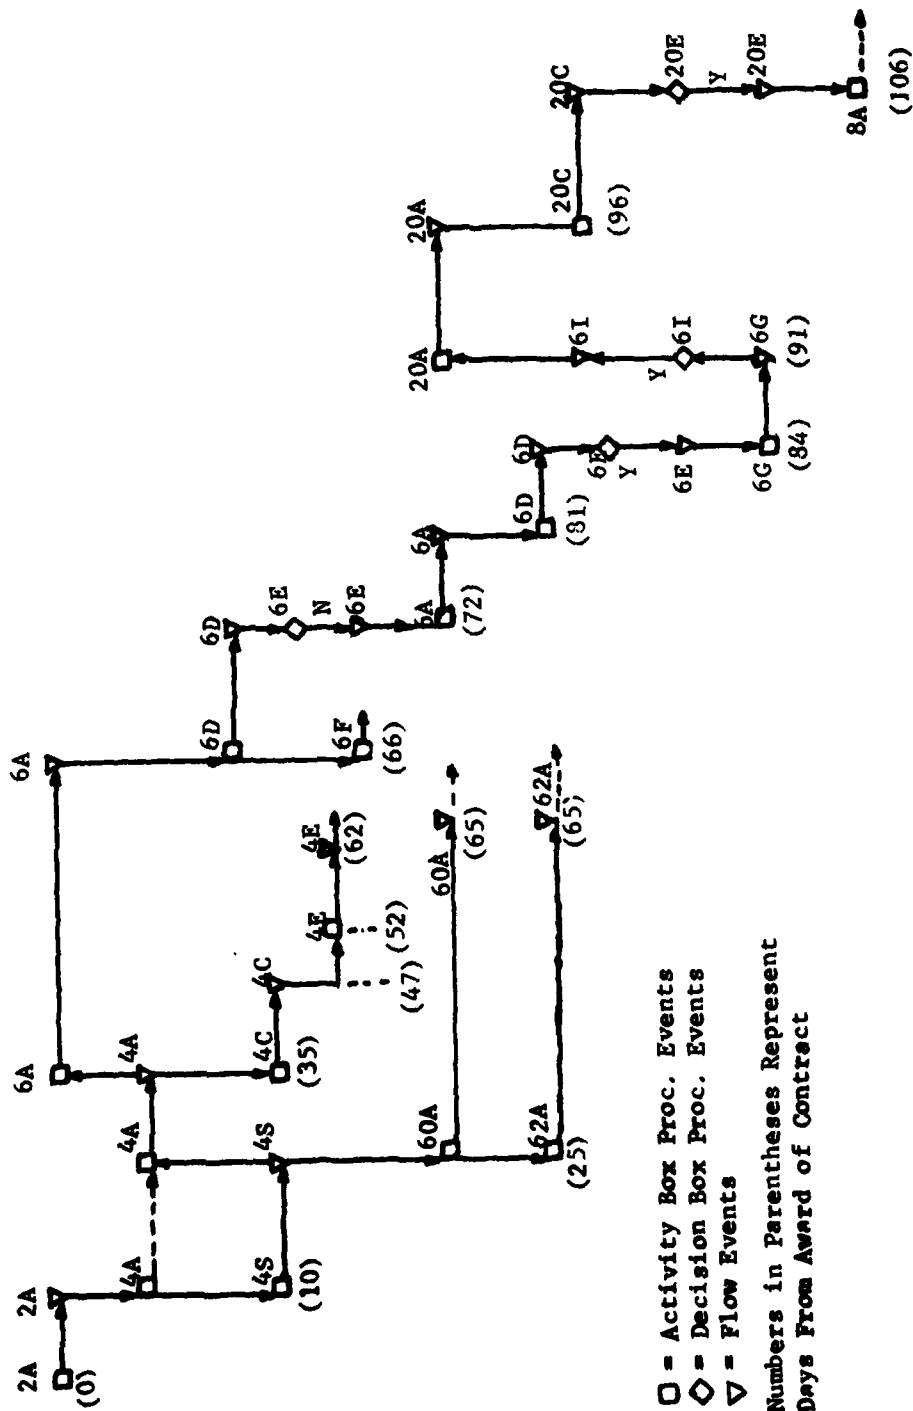 2A 2A 6A 6A
(0)
4A 4A 4A
6D 6D
4S 4S 4C 4C 6E
(10) (35) 4E 4E N
6F 6E
(62) (66)
(47) (52)
60A 60A 6A 6A 20A 20A
(65) (72)
62A 62A 6D 6D 20C 20C
(25) (65) (81) 6I
6E (96)
Y Y
6E 6I 20E
Y
6G 6G 20E
(84) (91)
8A
(106)
= Activity Box Proc. Events
= Decision Box Proc. Events
= Flow Events
Numbers in Parentheses Represent
Days From Award of Contract